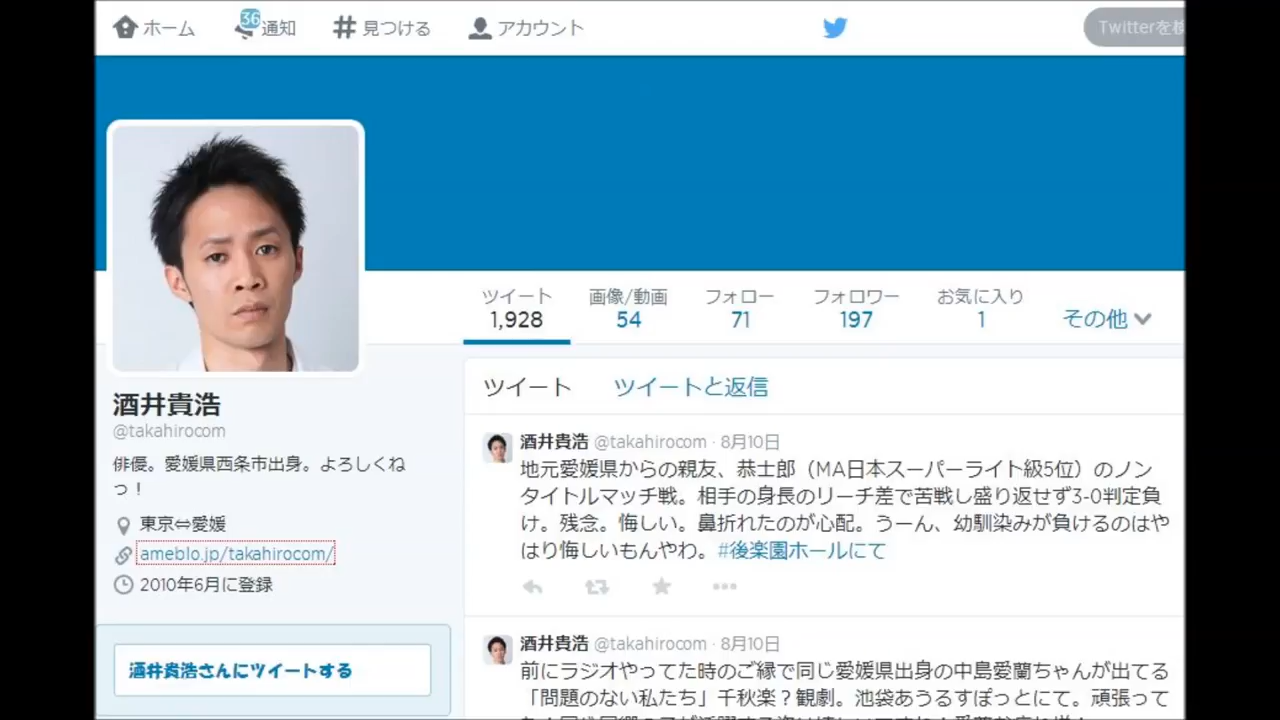 ホーム
36
通知
見つける
アカウント
Twitterを検
ツイート
1,928
画像/動画
54
フォロー
71
フォロワー
197
お気に入り
1
その他
酒井貴浩
@takahirocom
俳優。愛媛県西条市出身。よろしくね
っ！
東京⇔愛媛
ameblo.jp/takahirocom/
2010年6月に登録
酒井貴浩さんにツイートする
ツイート ツイートと返信
酒井貴浩 @takahirocom · 8月10日
地元愛媛県からの親友、恭士郎（MA日本スーパーライト級5位）のノン
タイトルマッチ戦。相手の身長のリーチ差で苦戦し盛り返せず3-0判定負
け。残念。悔しい。鼻折れたのが心配。うーん、幼馴染みが負けるのはや
はり悔しいもんやわ。#後楽園ホールにて
酒井貴浩 @takahirocom · 8月10日
前にラジオやってた時のご縁で同じ愛媛県出身の中島愛蘭ちゃんが出てる
「問題のない私たち」千秋楽？観劇。池袋あうるすぽっとにて。頑張って